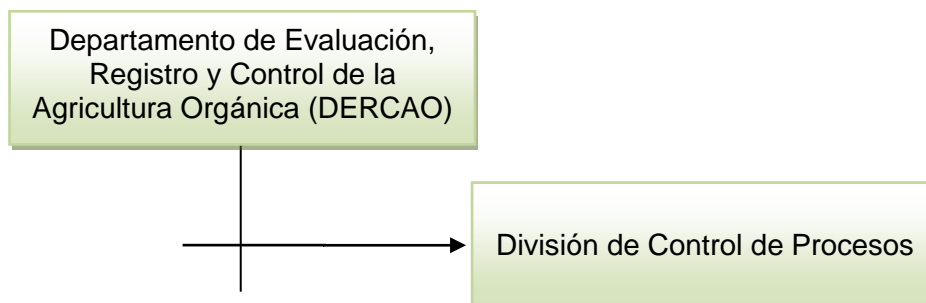 Departamento de Evaluación,
Registro y Control de la
Agricultura Orgánica (DERCAO)
División de Control de Procesos